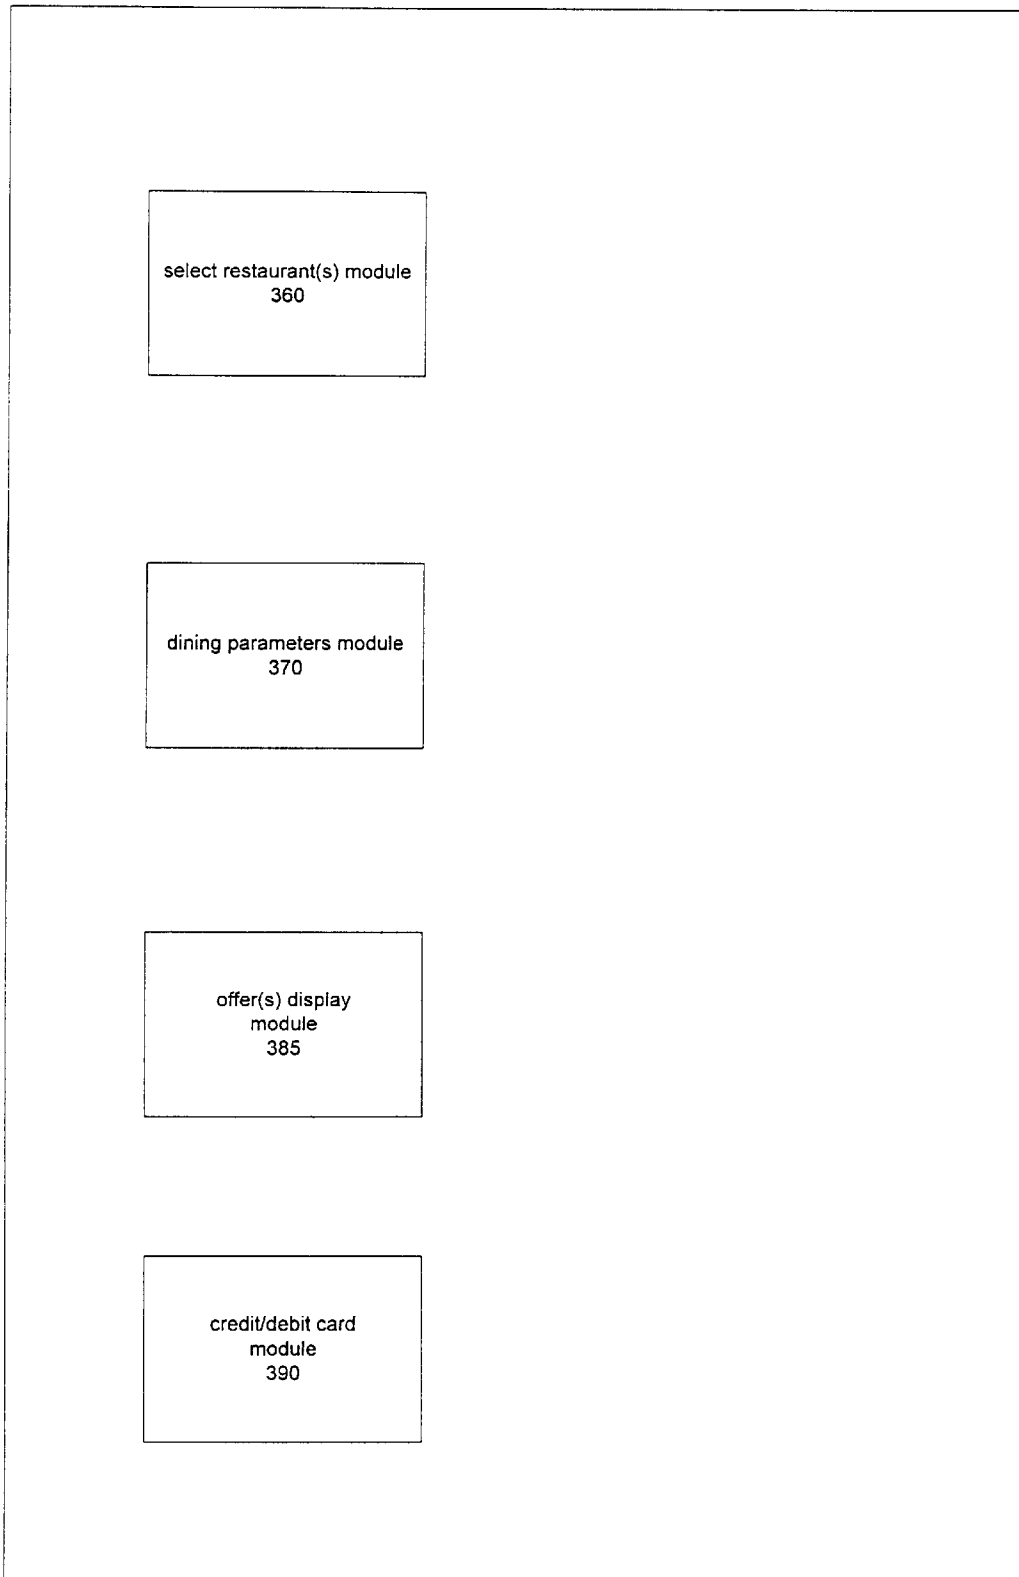 select restaurant(s) module
360
dining parameters module
370
offer(s) display
module
385
credit/debit card
module
390